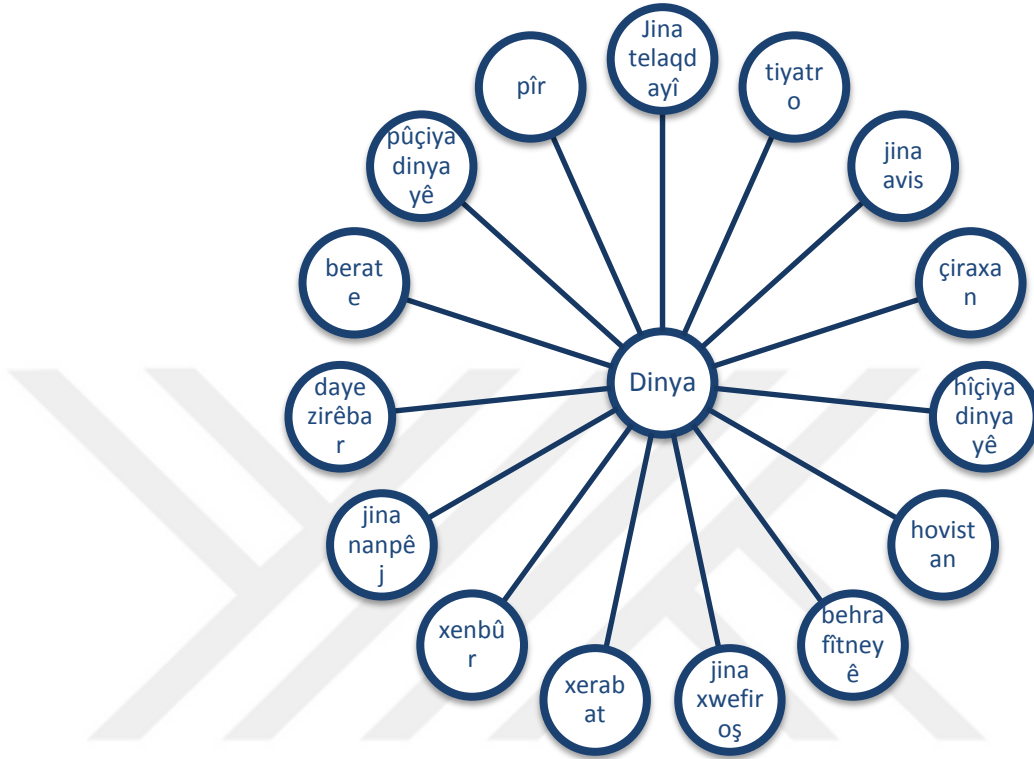 Jina
telaqd
ayî
tiyatr
o
jina
avis
çiraxa
n
hîçiya
dinya
yê
hovist
an
behra
fîtney
ê
jina
xwefir
oş
xerab
at
xenbû
r
jina
nanpê
j
daye
zirêba
r
berat
e
pûçiya
dinya
yê
pîr
Dinya